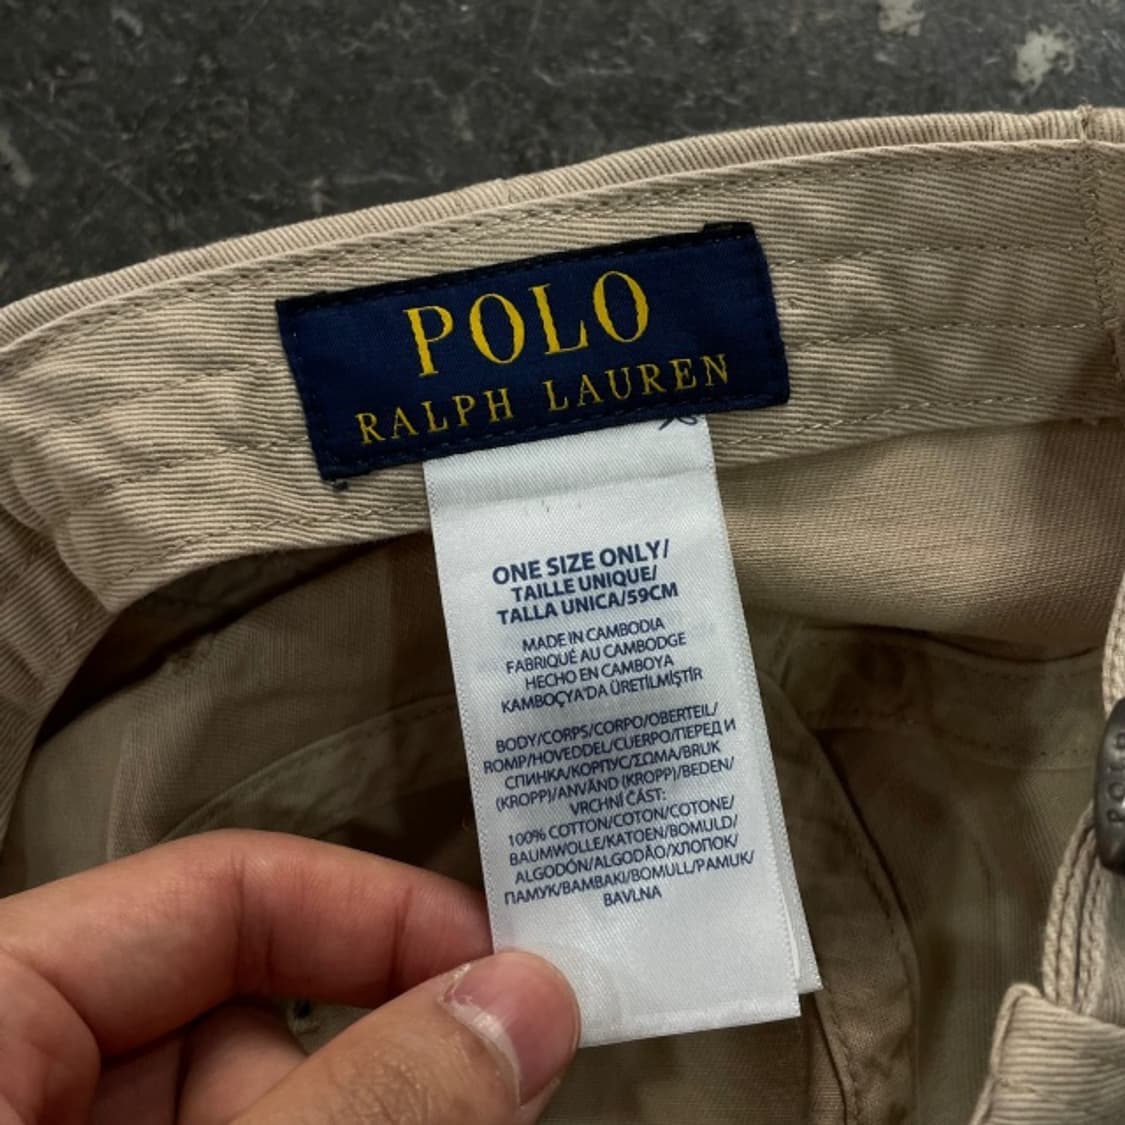 POLO
RALPH LAUREN
ONE SIZE ONLY/
TAILLE UNIQUE/
TALLA UNICA/59CM
MADE IN CAMBODIA
FABRIQUÉ AU CAMBODGE
HECHO EN CAMBOYA
KAMBOÇYA'DA ÜRETİLMİŞTİR
BODY/CORPS/CORPO/OBERTEIL/
ROMP/HOVEDDEL/CUERPO/ПЕРЕД И
СПИНКА/КОРПУС/ΣΩΜΑ/BRUK
(KROPP)/ANVÄND (KROPP)/BEDEN/
VRCHNÍ ČÁST:
100% COTTON/COTON/COTONE/
BAUMWOLLE/KATOEN/BOMULD/
ALGODÓN/ALGODÃO/ХЛОПОК/
ПАМУК/ΒΑΜΒΑΚΙ/BOMULL/PAMUK/
BAVLNA
POLO